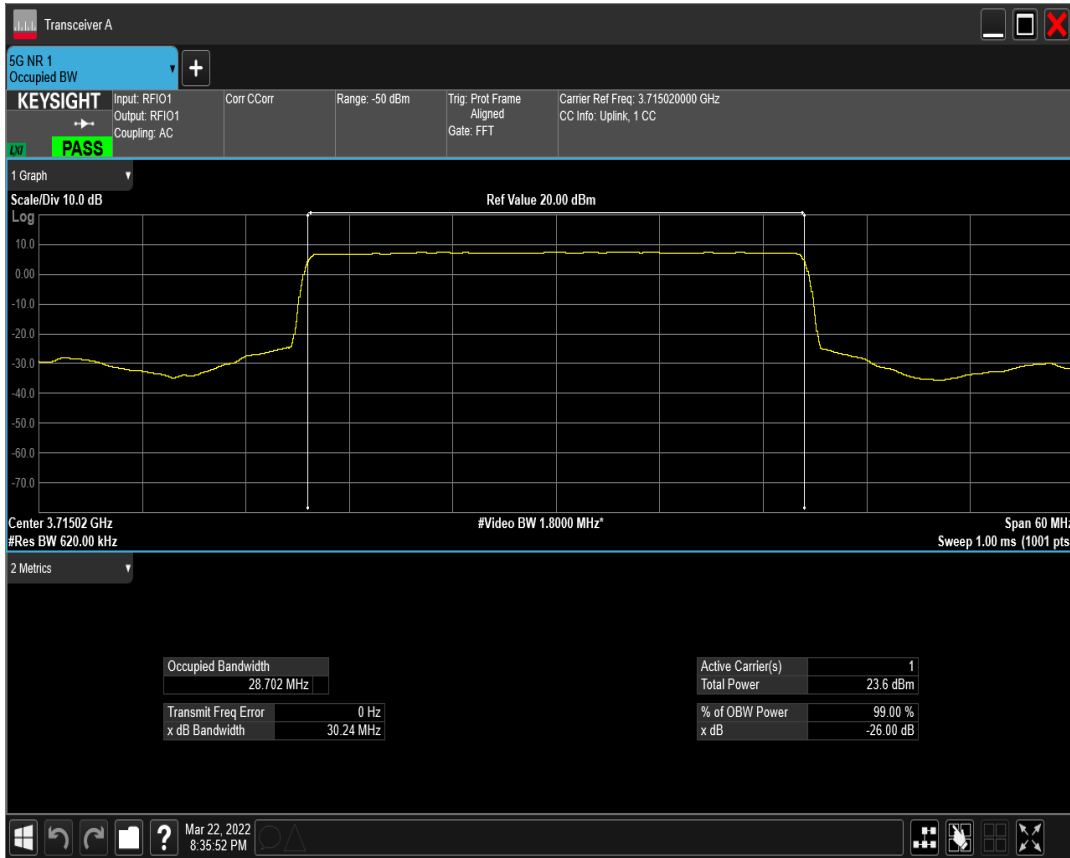 Transceiver A
5G NR 1
Occupied BW
KEYSIGHT
LXI
PASS
Input: RFIO1
Output: RFIO1
Coupling: AC
Corr CCorr
Range: -50 dBm
Trig: Prot Frame
Aligned
Gate: FFT
Carrier Ref Freq: 3.715020000 GHz
CC Info: Uplink, 1 CC
1 Graph
Scale/Div 10.0 dB
Ref Value 20.00 dBm
Log
10.0
0.00
-10.0
-20.0
-30.0
-40.0
-50.0
-60.0
-70.0
Center 3.71502 GHz
#Video BW 1.8000 MHz*
Span 60 MHz
#Res BW 620.00 kHz
Sweep 1.00 ms (1001 pts
2 Metrics
Occupied Bandwidth
28.702 MHz
Transmit Freq Error 0 Hz
x dB Bandwidth 30.24 MHz
Active Carrier(s) 1
Total Power 23.6 dBm
% of OBW Power 99.00 %
x dB -26.00 dB
?
Mar 22, 2022
8:35:52 PM